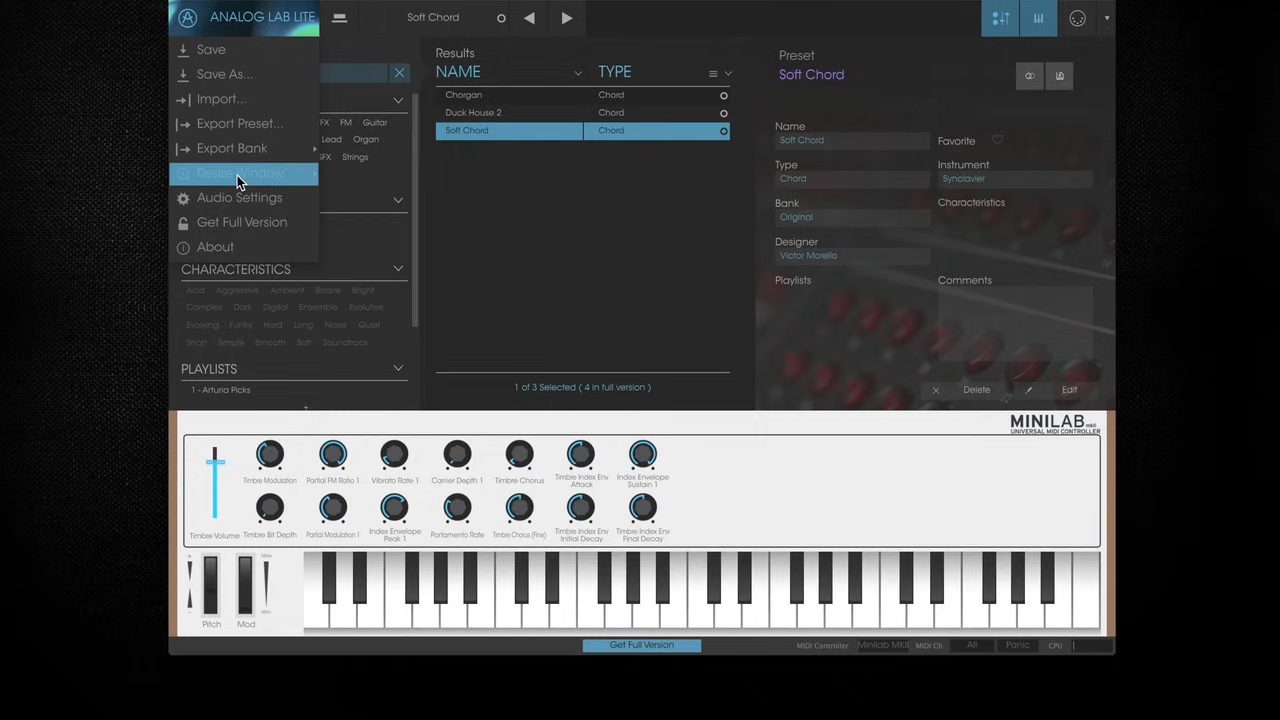 ANALOG LAB LITE
Soft Chord
Save
Save As...
Import...
Export Preset...
Export Bank
Resize Window
Audio Settings
Get Full Version
About
FX FM Guitar
Lead Organ
Strings
CHARACTERISTICS
Acid Aggressive Ambient Bizarre Bright
Complex Dark Digital Ensemble Evolutive
Evolving Funky Hard Long Noise Quiet
Short Simple Smooth Soft Soundtrack
PLAYLISTS
1 - Arturia Picks
Results
NAME TYPE
Chorgan Chord
Duck House 2 Chord
Soft Chord Chord
1 of 3 Selected ( 4 in full version )
Preset
Soft Chord
Name
Soft Chord
Favorite
Type
Chord
Instrument
Synclavier
Bank
Original
Characteristics
Designer
Victor Morello
Playlists
Comments
Delete
Edit
MINILAB mkII
UNIVERSAL MIDI CONTROLLER
Timbre Modulation Partial FM Ratio 1 Vibrato Rate 1 Carrier Depth 1 Timbre Chorus Timbre Index Env Attack Index Envelope Sustain 1
Timbre Volume Timbre Bit Depth Partial Modulation 1 Index Envelope Peak 1 Portamento Rate Timbre Chorus (Fine) Timbre Index Env Initial Decay Timbre Index Env Final Decay
+ Max
- Min
Pitch Mod
Get Full Version
MIDI Controller Minilab MKII MIDI Ch All Panic CPU